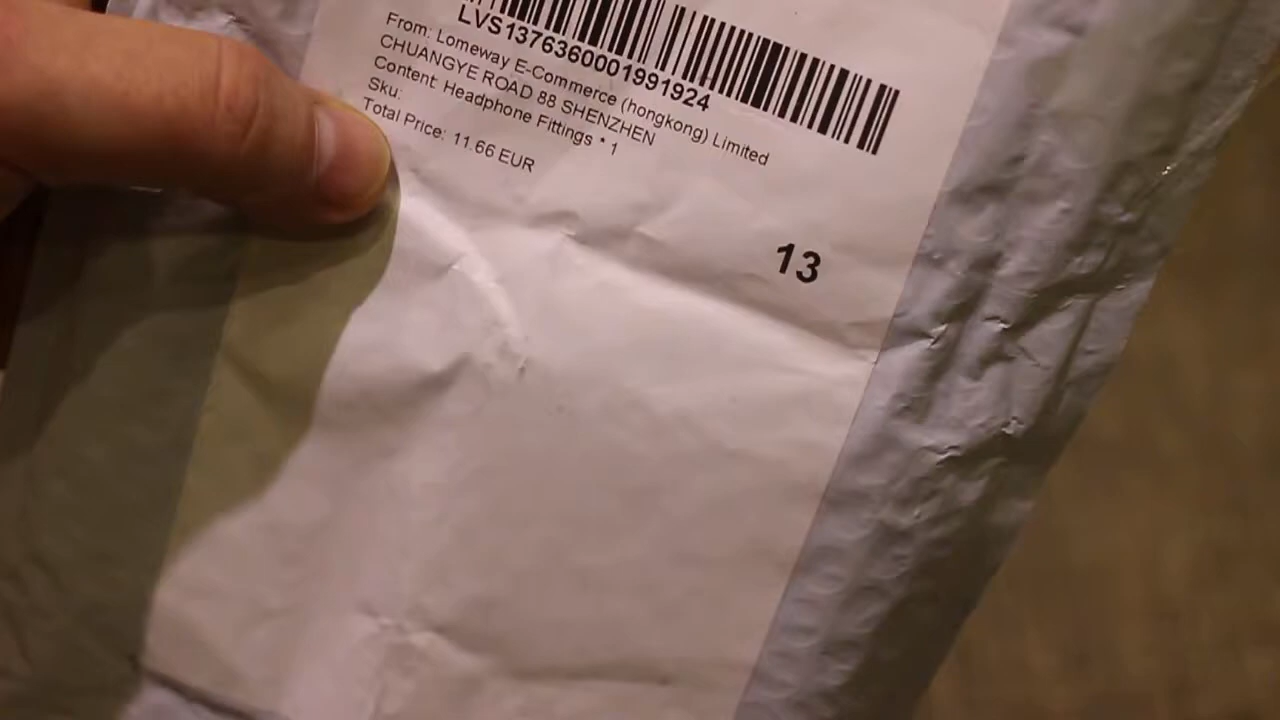 LVS1376360001991924
From: Lomeway E-Commerce (hongkong) Limited
CHUANGYE ROAD 88 SHENZHEN
Content: Headphone Fittings * 1
Sku:
Total Price: 11.66 EUR
13